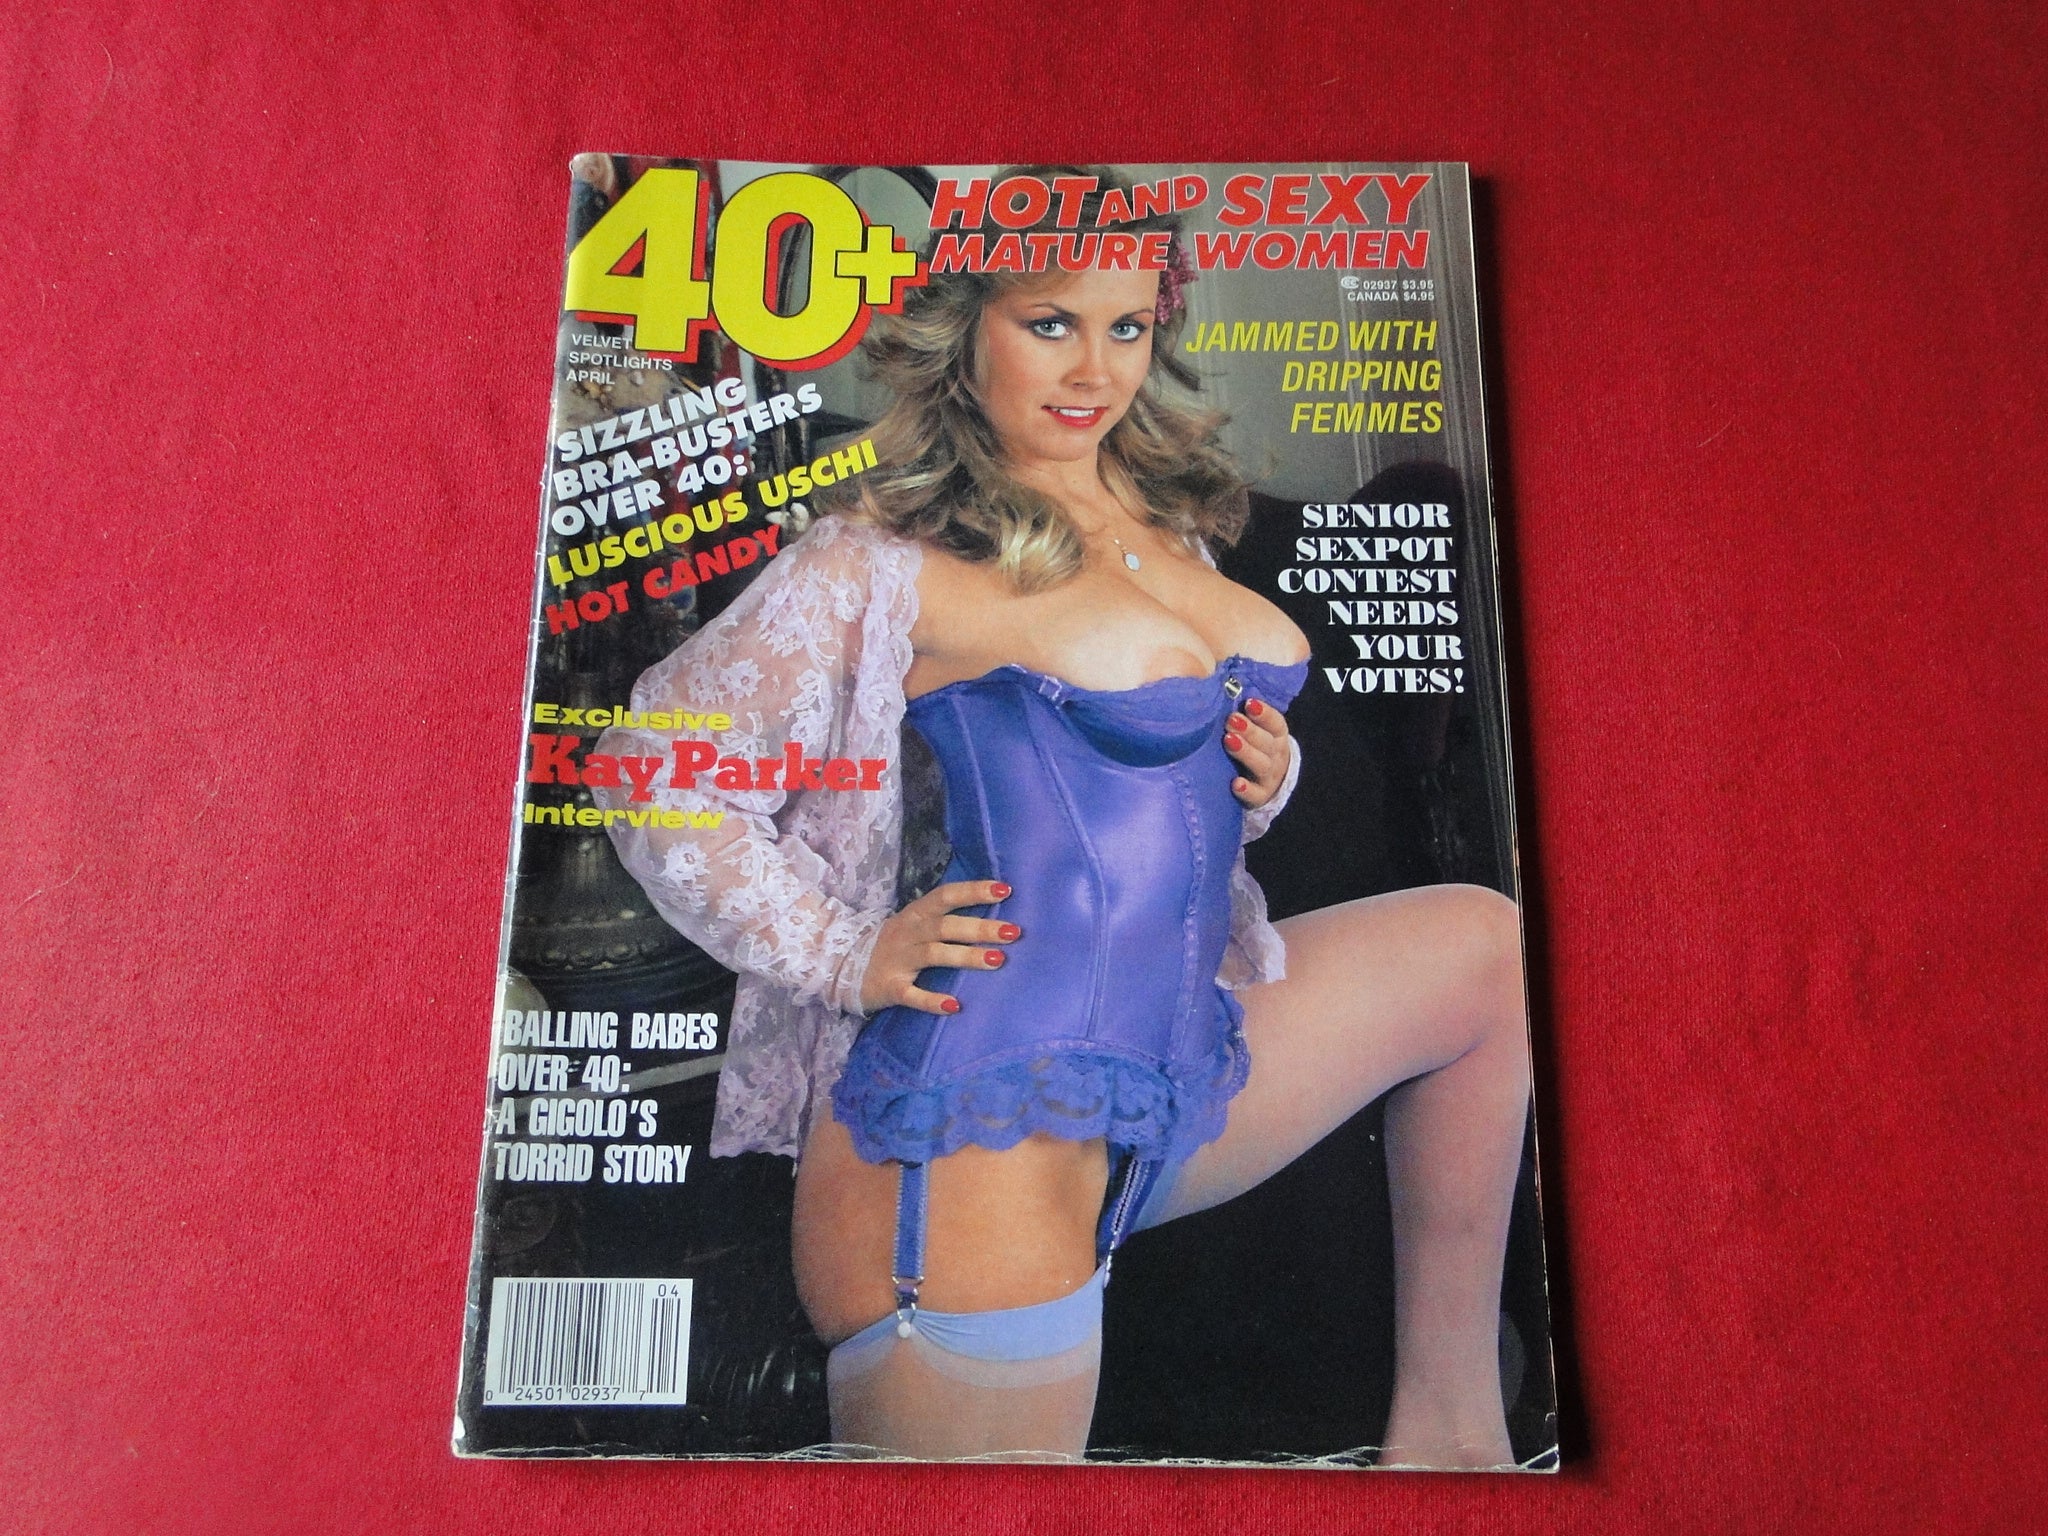 40+
HOT AND SEXY
MATURE WOMEN
02937 $3.95
CANADA $4.95
VELVET
SPOTLIGHTS
APRIL
SIZZLING
BRA-BUSTERS
OVER 40:
LUSCIOUS USCHI
HOT CANDY
JAMMED WITH
DRIPPING
FEMMES
SENIOR
SEXPOT
CONTEST
NEEDS
YOUR
VOTES!
Exclusive
Kay Parker
Interview
BALLING BABES
OVER 40:
A GIGOLO'S
TORRID STORY
04
0 24501 02937 7